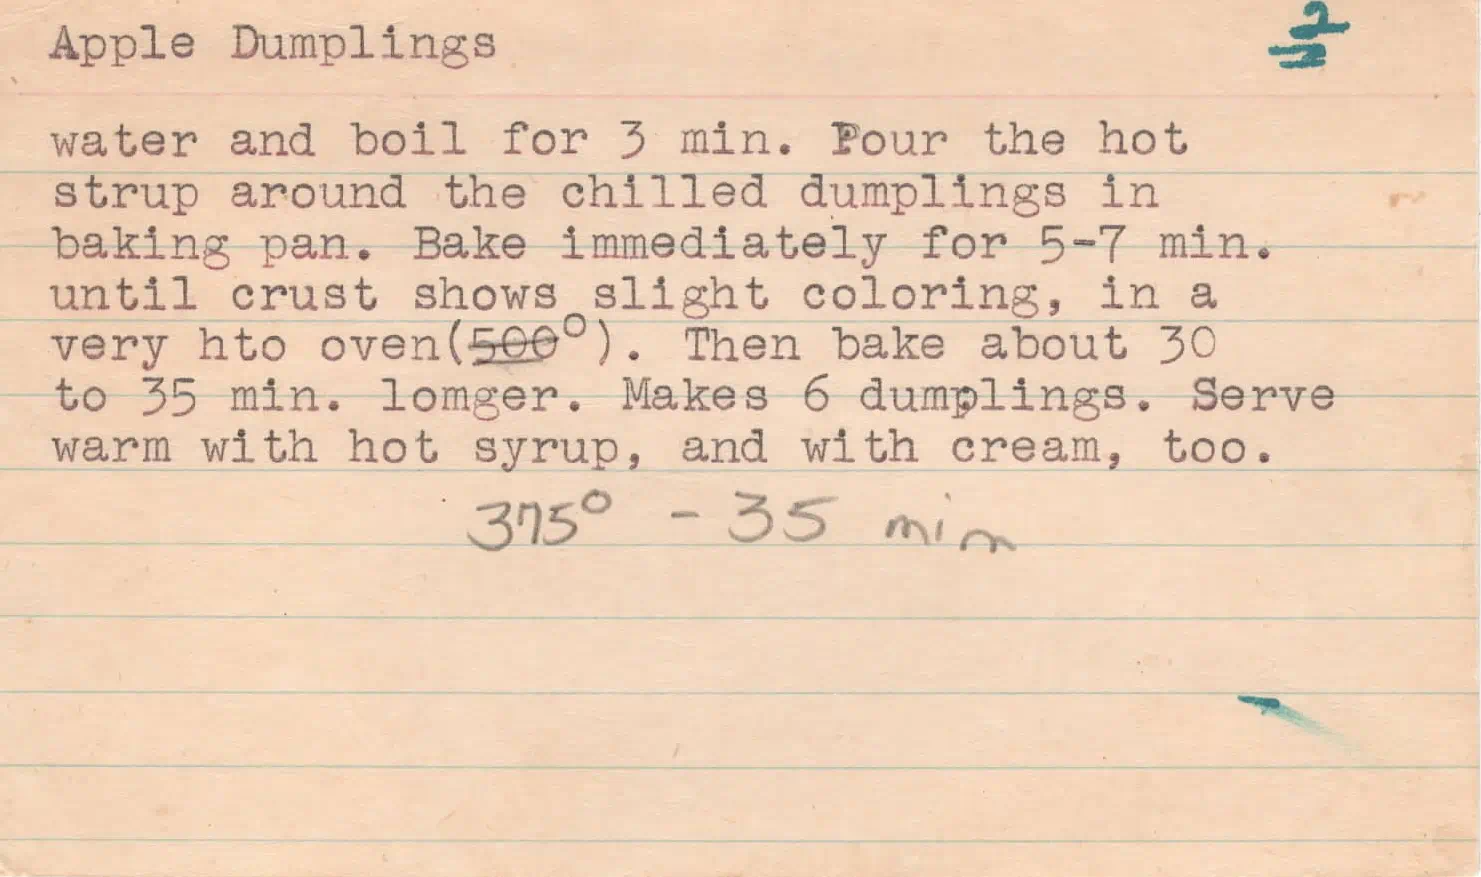 Apple Dumplings
2
water and boil for 3 min. Pour the hot
strup around the chilled dumplings in
baking pan. Bake immediately for 5-7 min.
until crust shows slight coloring, in a
very hto oven(500°). Then bake about 30
to 35 min. lomger. Makes 6 dumplings. Serve
warm with hot syrup, and with cream, too.
375° - 35 min